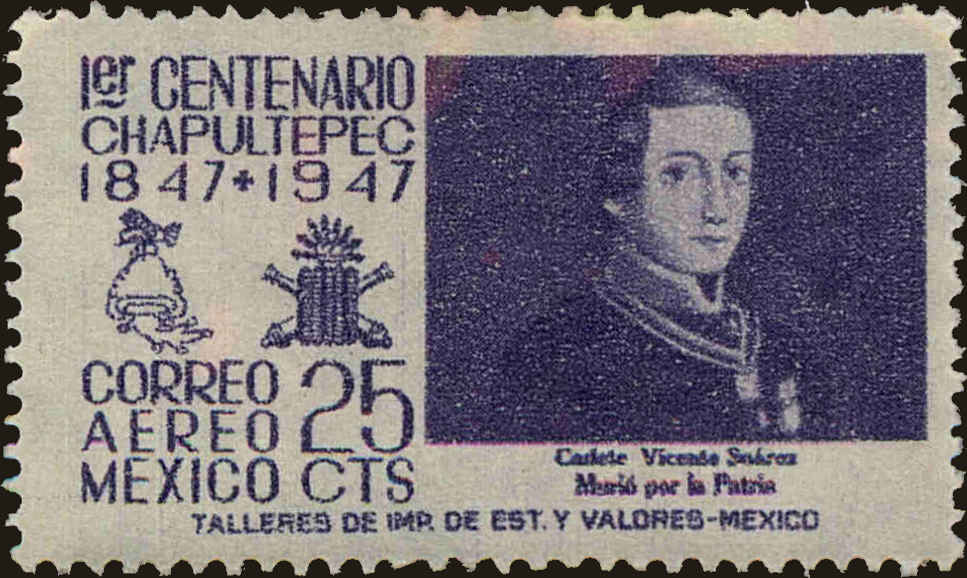 1er CENTENARIO
CHAPULTEPEC
1847+1947
CORREO
AEREO
MEXICO
25
CTS
Cadete Vicente Suárez
Murió por la Patria
TALLERES DE IMP. DE EST. Y VALORES-MEXICO